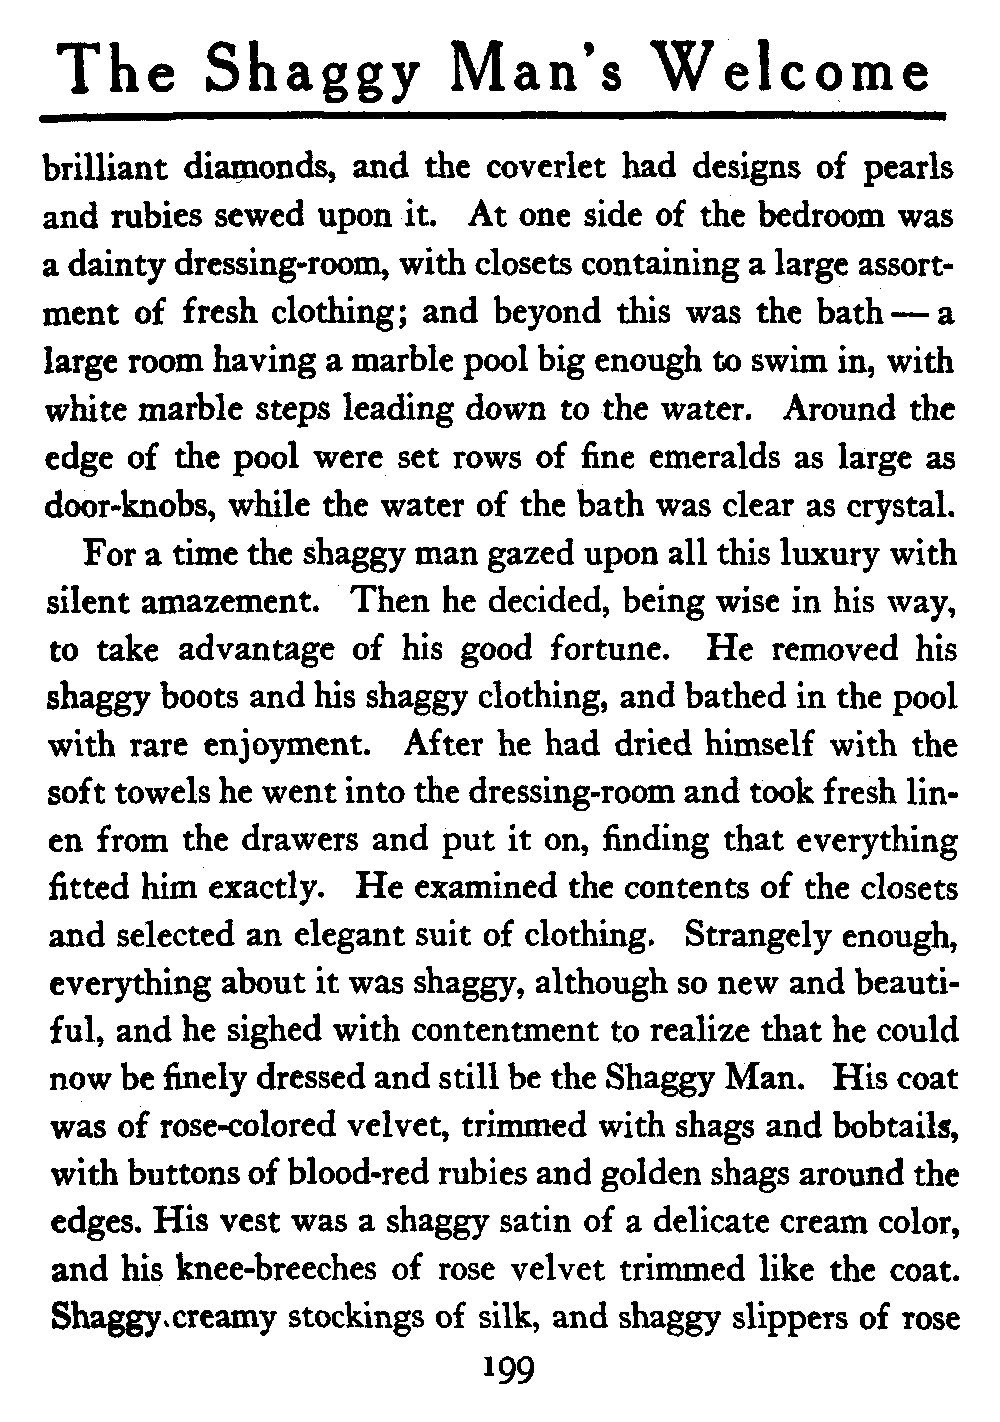 The Shaggy Man's Welcome
brilliant diamonds, and the coverlet had designs of pearls
and rubies sewed upon it. At one side of the bedroom was
a dainty dressing-room, with closets containing a large assort-
ment of fresh clothing; and beyond this was the bath — a
large room having a marble pool big enough to swim in, with
white marble steps leading down to the water. Around the
edge of the pool were set rows of fine emeralds as large as
door-knobs, while the water of the bath was clear as crystal.
For a time the shaggy man gazed upon all this luxury with
silent amazement. Then he decided, being wise in his way,
to take advantage of his good fortune. He removed his
shaggy boots and his shaggy clothing, and bathed in the pool
with rare enjoyment. After he had dried himself with the
soft towels he went into the dressing-room and took fresh lin-
en from the drawers and put it on, finding that everything
fitted him exactly. He examined the contents of the closets
and selected an elegant suit of clothing. Strangely enough,
everything about it was shaggy, although so new and beauti-
ful, and he sighed with contentment to realize that he could
now be finely dressed and still be the Shaggy Man. His coat
was of rose-colored velvet, trimmed with shags and bobtails,
with buttons of blood-red rubies and golden shags around the
edges. His vest was a shaggy satin of a delicate cream color,
and his knee-breeches of rose velvet trimmed like the coat.
Shaggy creamy stockings of silk, and shaggy slippers of rose
199